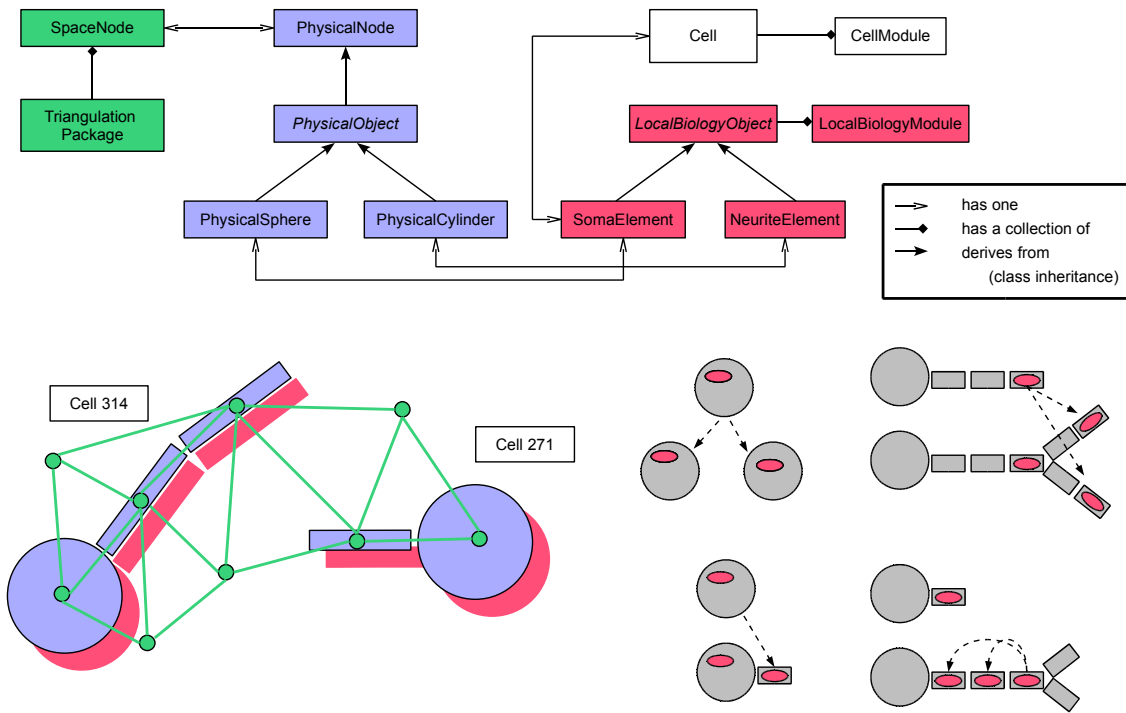 SpaceNode
PhysicalNode
Cell
CellModule
Triangulation
Package
PhysicalObject
LocalBiologyObject
LocalBiologyModule
PhysicalSphere
PhysicalCylinder
SomaElement
NeuriteElement
has one
has a collection of
derives from
(class inheritance)
Cell 314
Cell 271